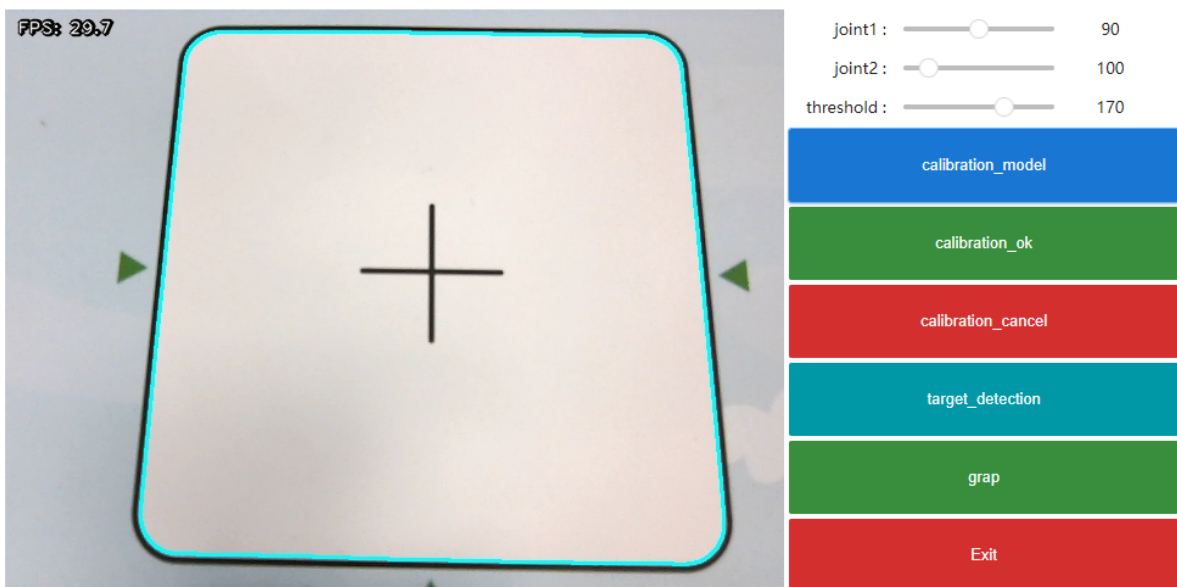 FPS: 29.7
joint1 : 90
joint2 : 100
threshold : 170
calibration_model
calibration_ok
calibration_cancel
target_detection
grap
Exit